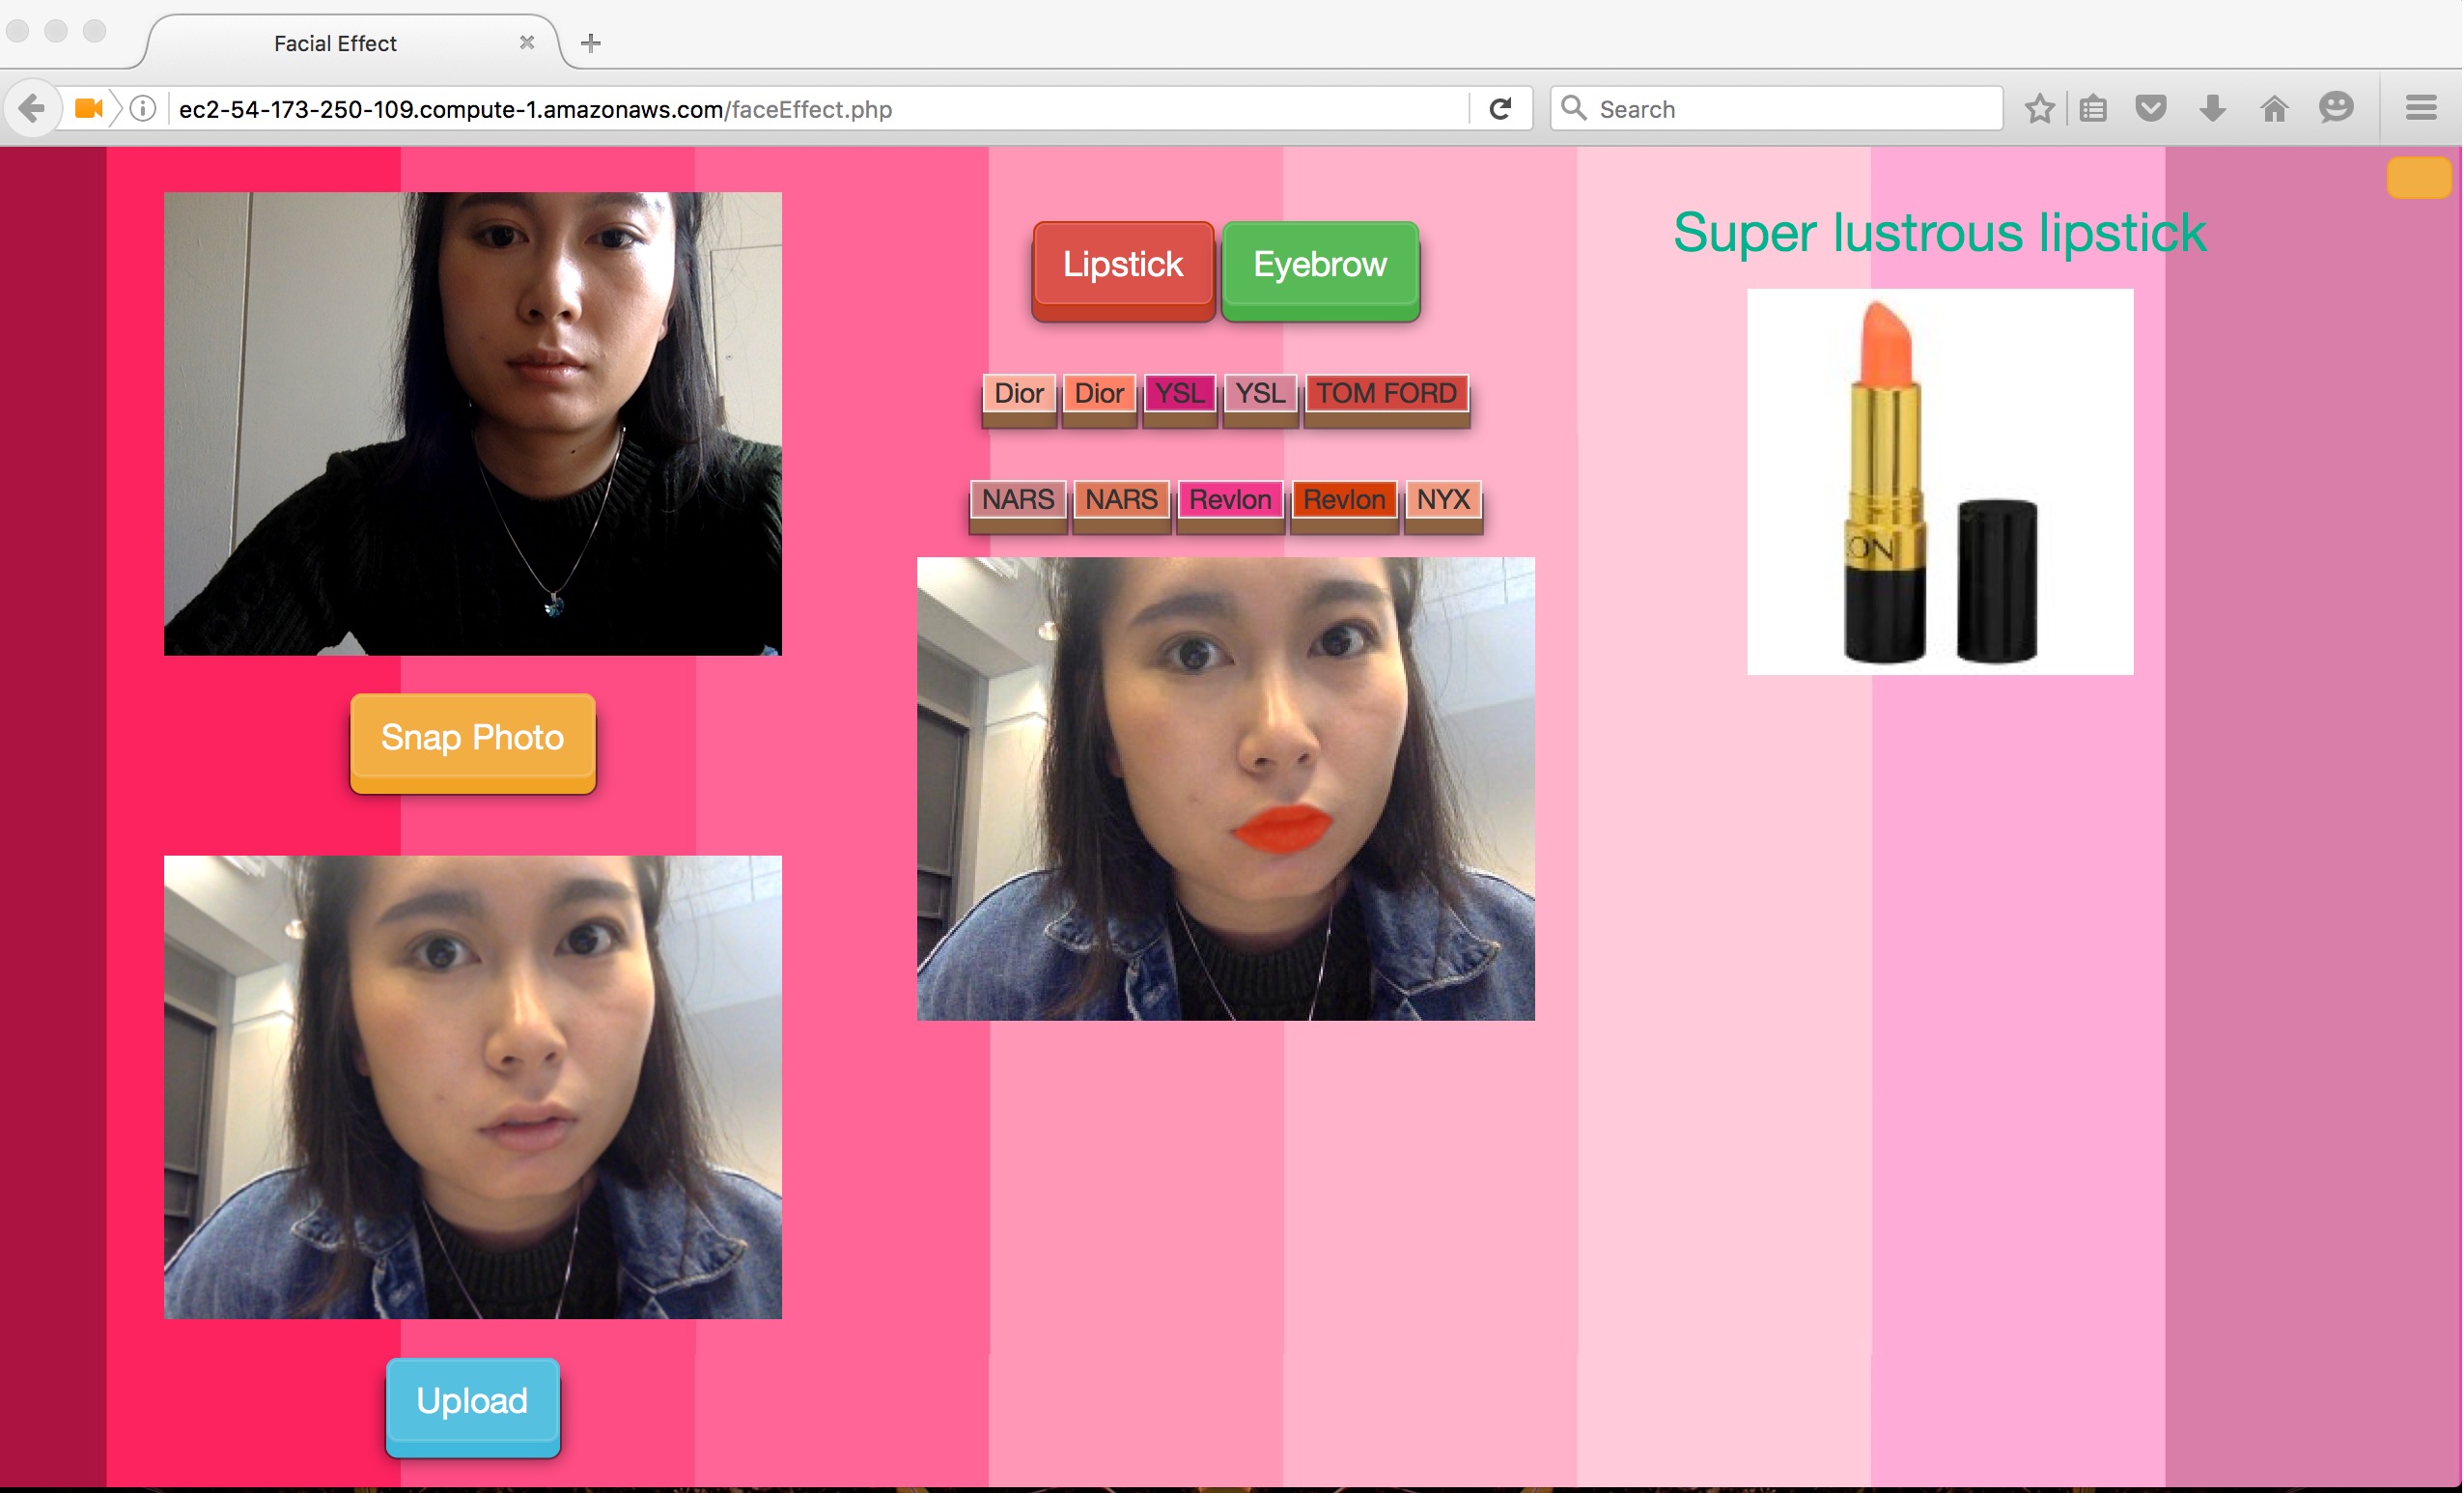 Facial Effect
ec2-54-173-250-109.compute-1.amazonaws.com/faceEffect.php
Search
Lipstick Eyebrow
Super lustrous lipstick
Dior Dior YSL YSL TOM FORD
NARS NARS Revlon Revlon NYX
ON
Snap Photo
Upload